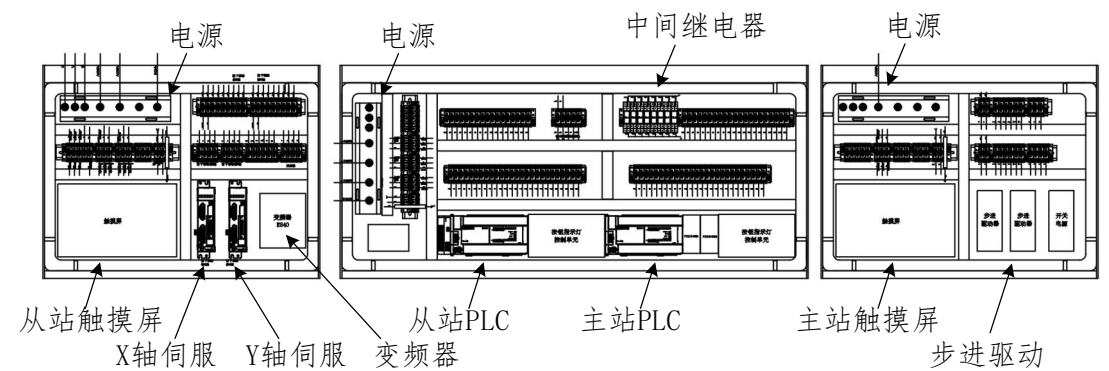 电源
电源
中间继电器
电源
触摸屏
变频器
E840
按钮指示灯
控制单元
按钮指示灯
控制单元
触摸屏
步进
驱动器
步进
驱动器
开关
电源
从站触摸屏
从站PLC
主站PLC
主站触摸屏
X轴伺服
Y轴伺服
变频器
步进驱动